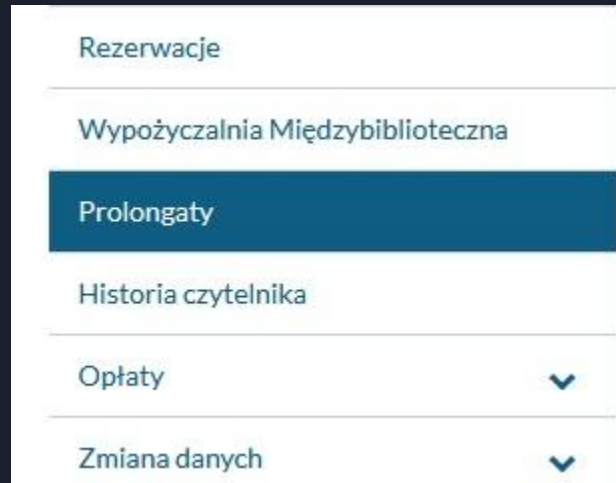 Rezerwacje
Wypożyczalnia Międzybiblioteczna
Prolongaty
Historia czytelnika
Opłaty
Zmiana danych